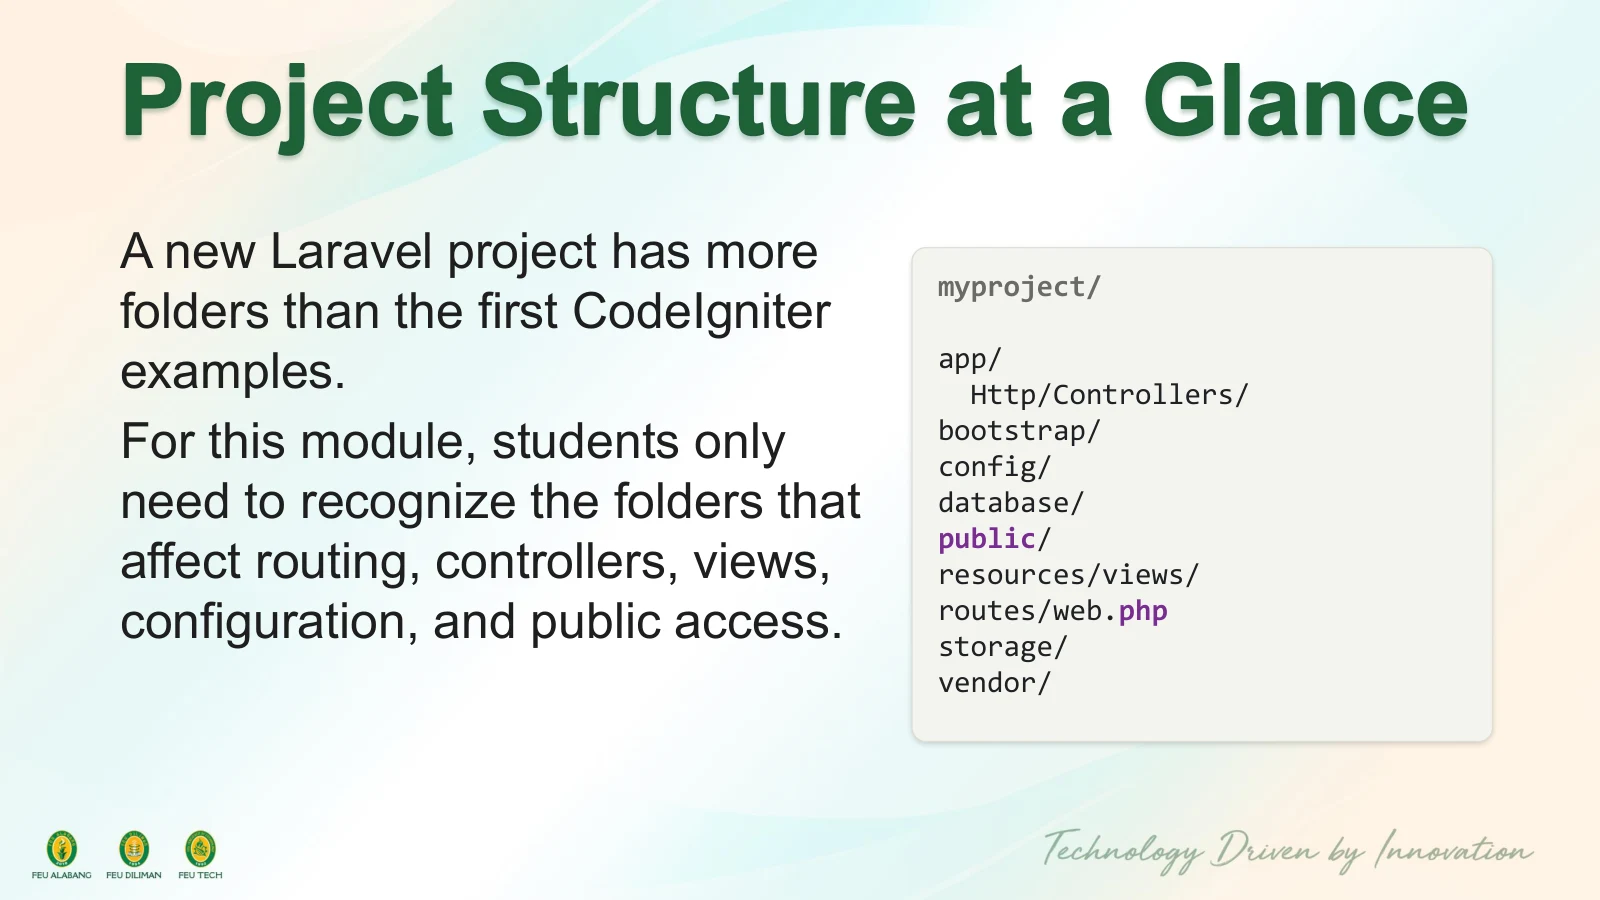 Project Structure at a Glance
A new Laravel project has more
folders than the first CodeIgniter
examples.
For this module, students only
need to recognize the folders that
affect routing, controllers, views,
configuration, and public access.
myproject/
app/
  Http/Controllers/
bootstrap/
config/
database/
public/
resources/views/
routes/web.php
storage/
vendor/
FEU ALABANG
FEU DILIMAN
FEU TECH
Technology Driven by Innovation